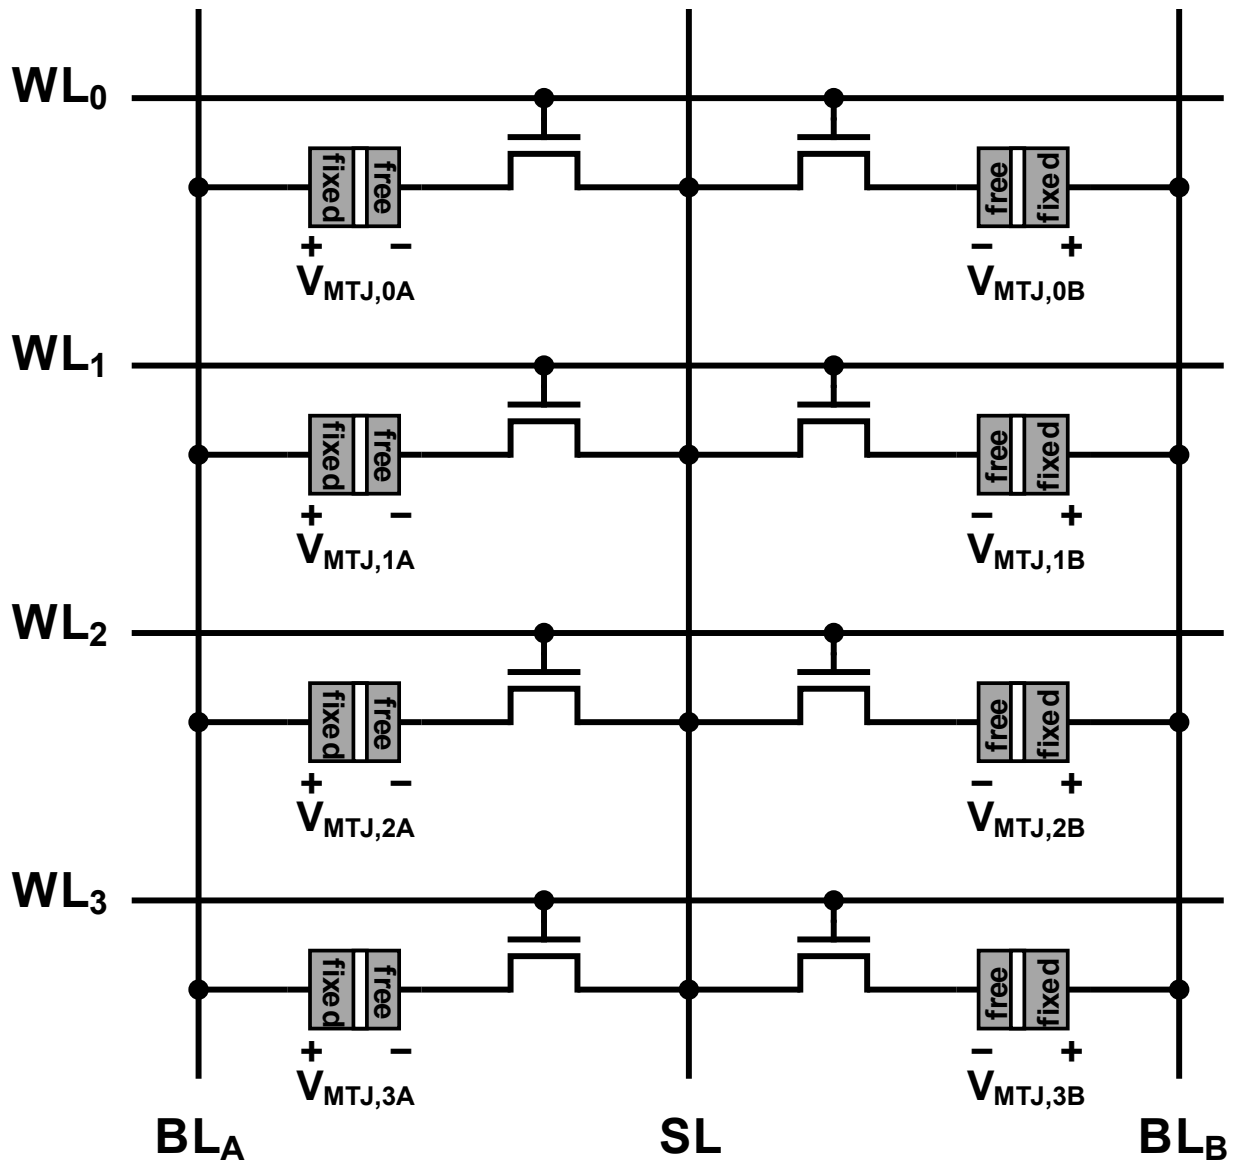 WL0
fixed free free fixed
+ − − +
VMTJ,0A VMTJ,0B
WL1
fixed free free fixed
+ − − +
VMTJ,1A VMTJ,1B
WL2
fixed free free fixed
+ − − +
VMTJ,2A VMTJ,2B
WL3
fixed free free fixed
+ − − +
VMTJ,3A VMTJ,3B
BLA SL BLB